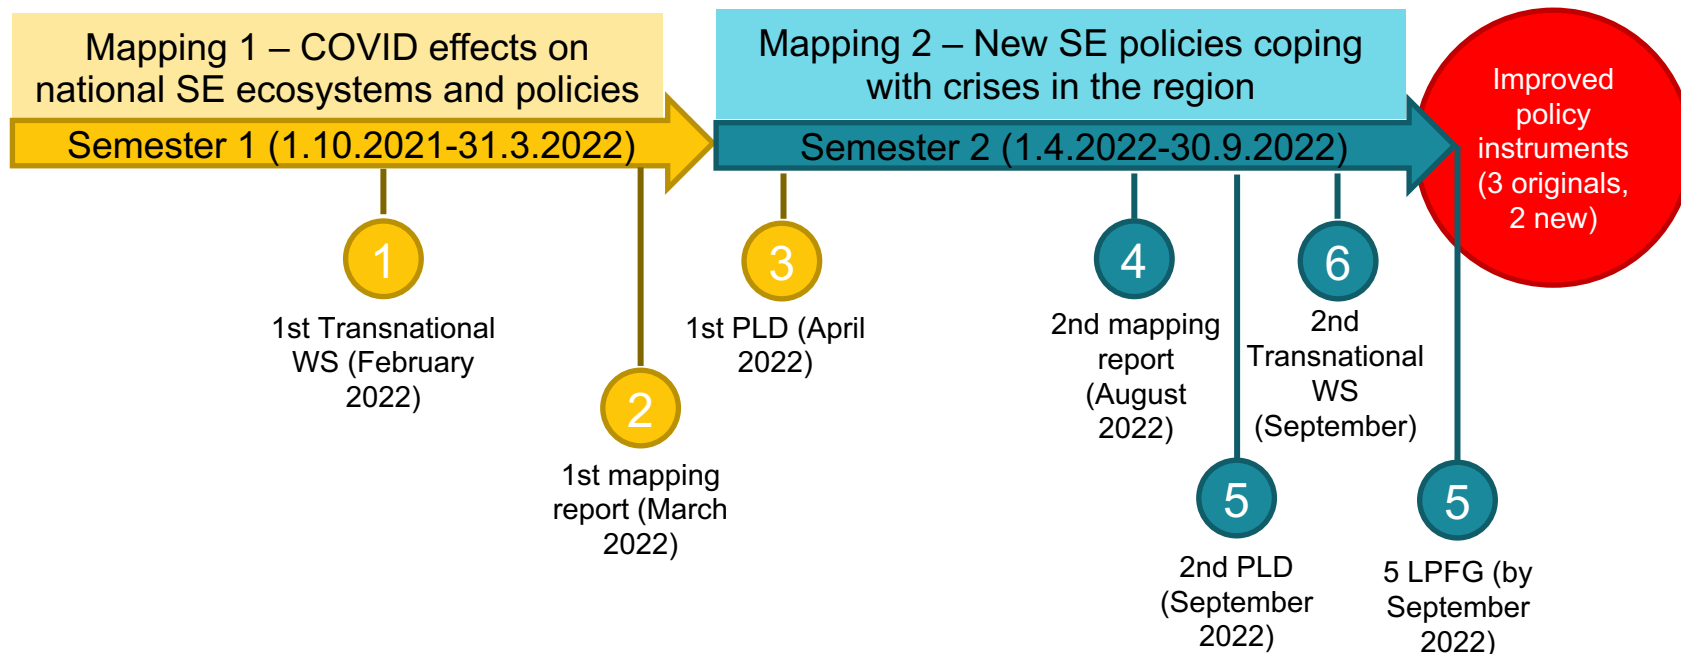 Mapping 1 – COVID effects on
national SE ecosystems and policies
Semester 1 (1.10.2021-31.3.2022)
Mapping 2 – New SE policies coping
with crises in the region
Semester 2 (1.4.2022-30.9.2022)
Improved
policy
instruments
(3 originals,
2 new)
1
1st Transnational
WS (February
2022)
2
1st mapping
report (March
2022)
3
1st PLD (April
2022)
4
2nd mapping
report
(August
2022)
5
2nd PLD
(September
2022)
6
2nd
Transnational
WS
(September)
5
5 LPFG (by
September
2022)